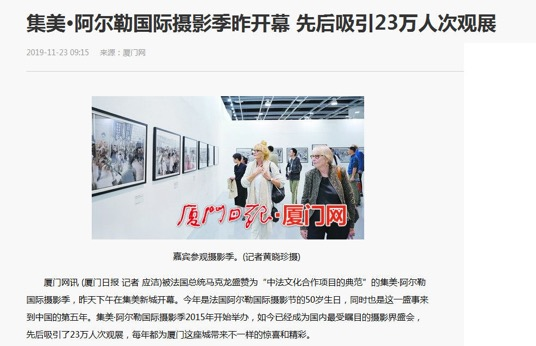 集美•阿尔勒国际摄影季昨开幕 先后吸引23万人次观展
2019-11-23 09:15 来源：厦门网
厦门日报·厦门网
嘉宾参观摄影季。(记者黄晓珍摄)
厦门网讯 (厦门日报 记者 应洁)被法国总统马克龙盛赞为“中法文化合作项目的典范”的集美·阿尔勒
国际摄影季，昨天下午在集美新城开幕。今年是法国阿尔勒国际摄影节的50岁生日，同时也是这一盛事来
到中国的第五年。集美·阿尔勒国际摄影季2015年开始举办，如今已经成为国内最受瞩目的摄影界盛会，
先后吸引了23万人次观展，每年都为厦门这座城带来不一样的惊喜和精彩。